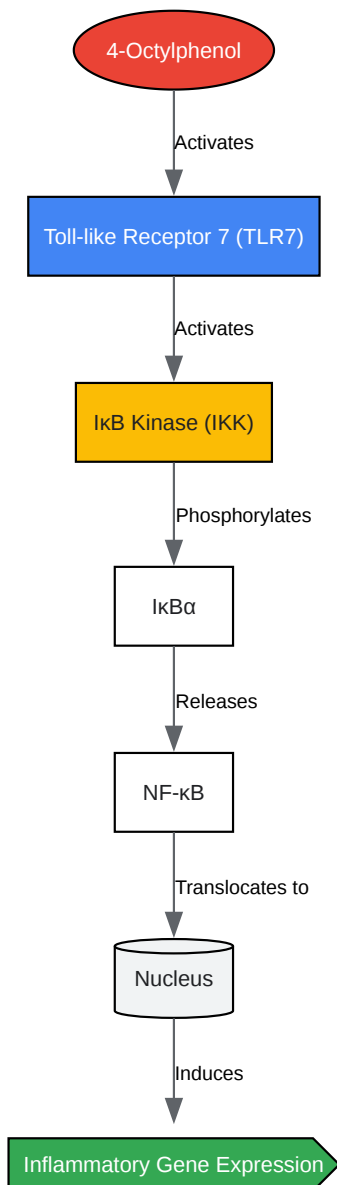 4-Octylphenol
Activates
Toll-like Receptor 7 (TLR7)
Activates
IκB Kinase (IKK)
Phosphorylates
IκBα
Releases
NF-κB
Translocates to
Nucleus
Induces
Inflammatory Gene Expression